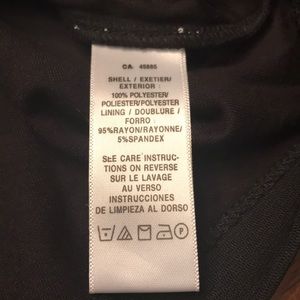 CA 45885
SHELL / EXETIER/
EXTERIOR :
100% POLYESTER/
POLIESTER/POLYESTER
LINING / DOUBLURE /
FORRO :
95%RAYON/RAYON/
5%SPANDEX
SEE CARE INSTRUC-
TIONS ON REVERSE
SUR LE LAVAGE
AU VERSO
INSTRUCCIONES
DE LIMPIEZA AL DORSO
P